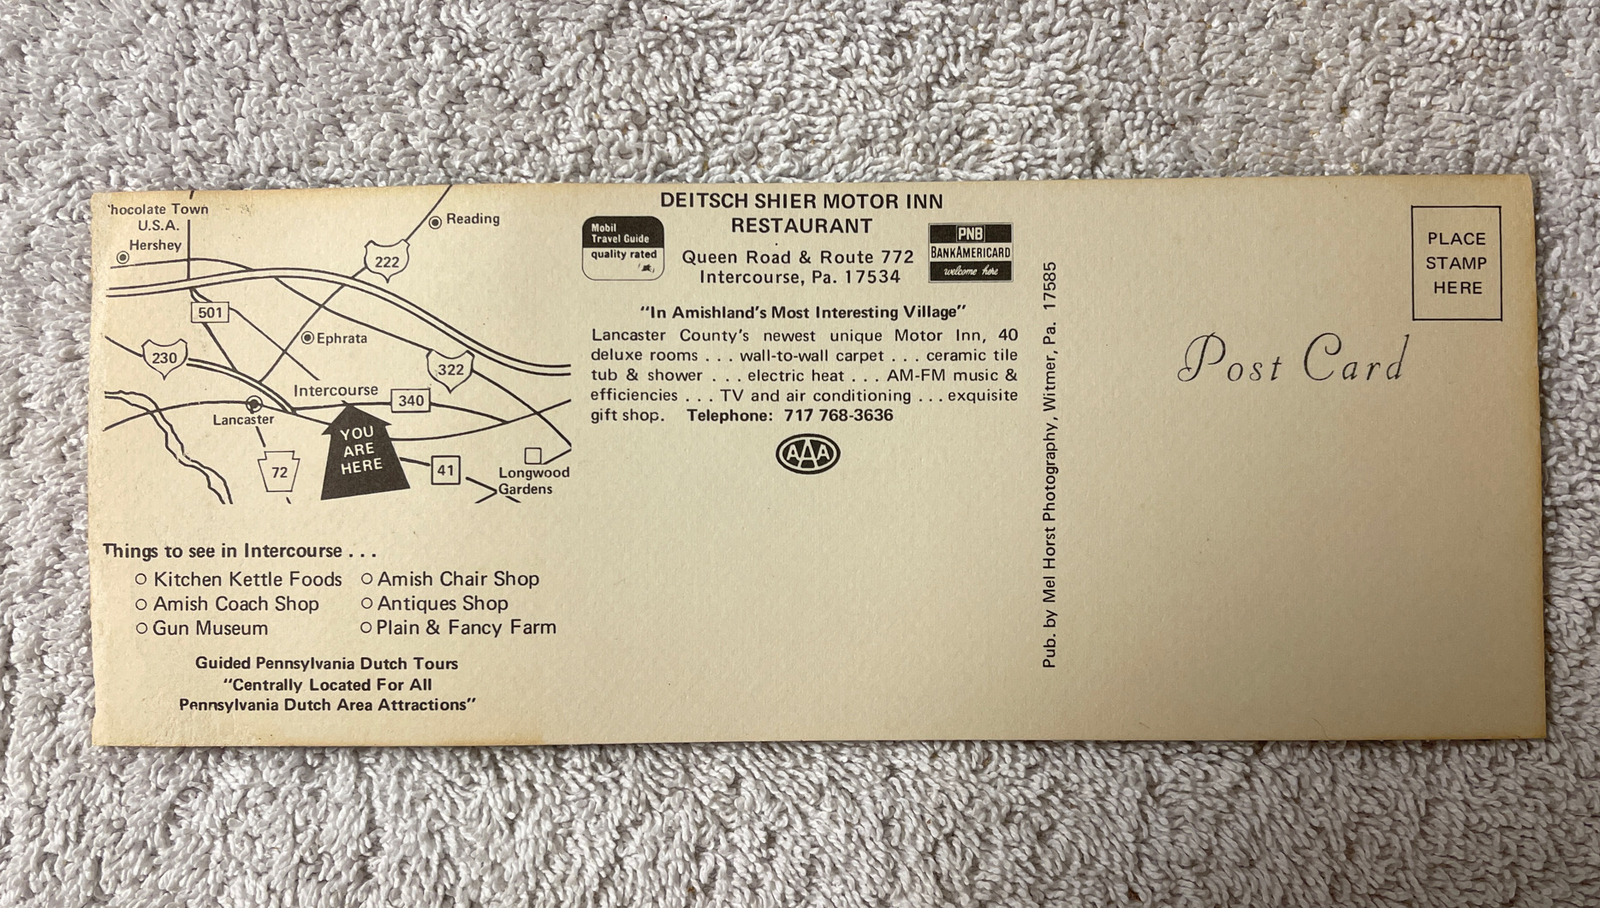 'hocolate Town
U.S.A.
Hershey
Reading
222
501
Ephrata
230
322
Intercourse
340
Lancaster
YOU
ARE
HERE
72
41
Longwood
Gardens
Things to see in Intercourse . . .
Kitchen Kettle Foods
Amish Chair Shop
Amish Coach Shop
Antiques Shop
Gun Museum
Plain & Fancy Farm
Guided Pennsylvania Dutch Tours
"Centrally Located For All
Pennsylvania Dutch Area Attractions"
DEITSCH SHIER MOTOR INN
RESTAURANT
Mobil
Travel Guide
quality rated
Queen Road & Route 772
Intercourse, Pa. 17534
PNB
BANKAMERICARD
welcome here
"In Amishland's Most Interesting Village"
Lancaster County's newest unique Motor Inn, 40
deluxe rooms . . . wall-to-wall carpet . . . ceramic tile
tub & shower . . . electric heat . . . AM-FM music &
efficiencies . . . TV and air conditioning . . . exquisite
gift shop. Telephone: 717 768-3636
AAA
Pub. by Mel Horst Photography, Witmer, Pa. 17585
PLACE
STAMP
HERE
Post Card